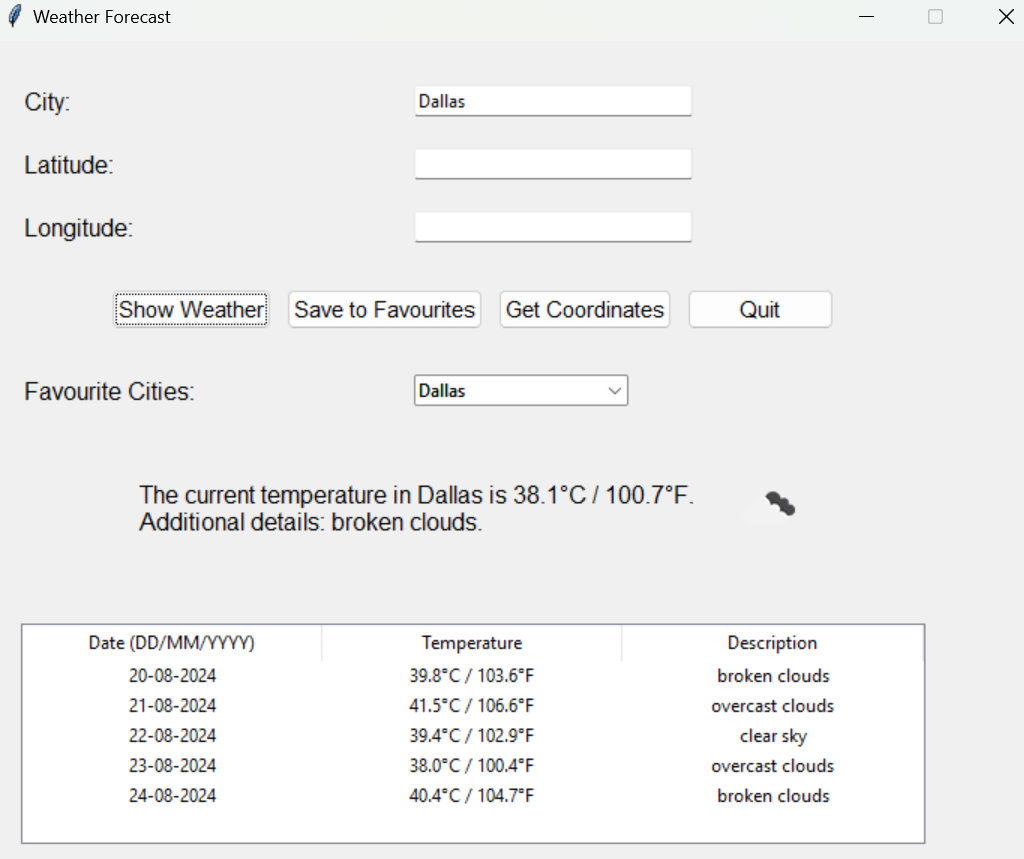 Weather Forecast
City: Dallas
Latitude:
Longitude:
Show Weather Save to Favourites Get Coordinates Quit
Favourite Cities: Dallas
The current temperature in Dallas is 38.1°C / 100.7°F.
Additional details: broken clouds.
Date (DD/MM/YYYY) Temperature Description
20-08-2024 39.8°C / 103.6°F broken clouds
21-08-2024 41.5°C / 106.6°F overcast clouds
22-08-2024 39.4°C / 102.9°F clear sky
23-08-2024 38.0°C / 100.4°F overcast clouds
24-08-2024 40.4°C / 104.7°F broken clouds